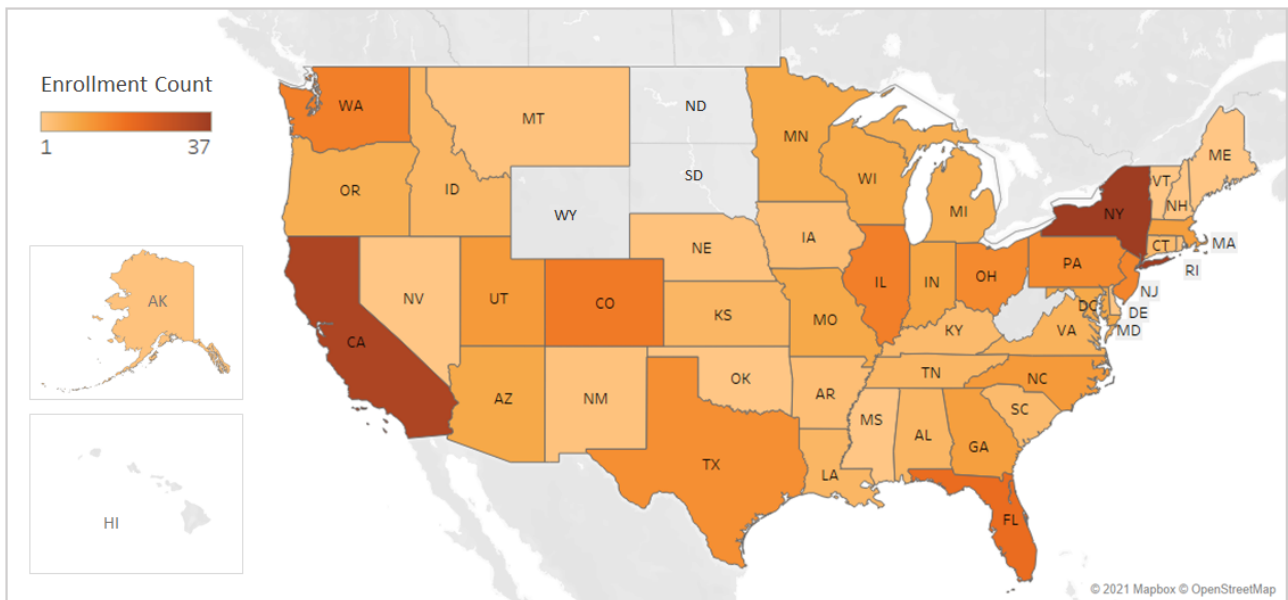 Enrollment Count
1 37
WA
MT
ND
MN
OR
ID
SD
WI
MI
ME
VT
NH
NY
WY
CT
MA
RI
NE
IA
IL
IN
OH
PA
NJ
AK
NV
UT
CO
KS
MO
DC
DE
MD
CA
KY
VA
AZ
NM
OK
AR
TN
NC
SC
TX
MS
AL
GA
LA
HI
FL
© 2021 Mapbox © OpenStreetMap